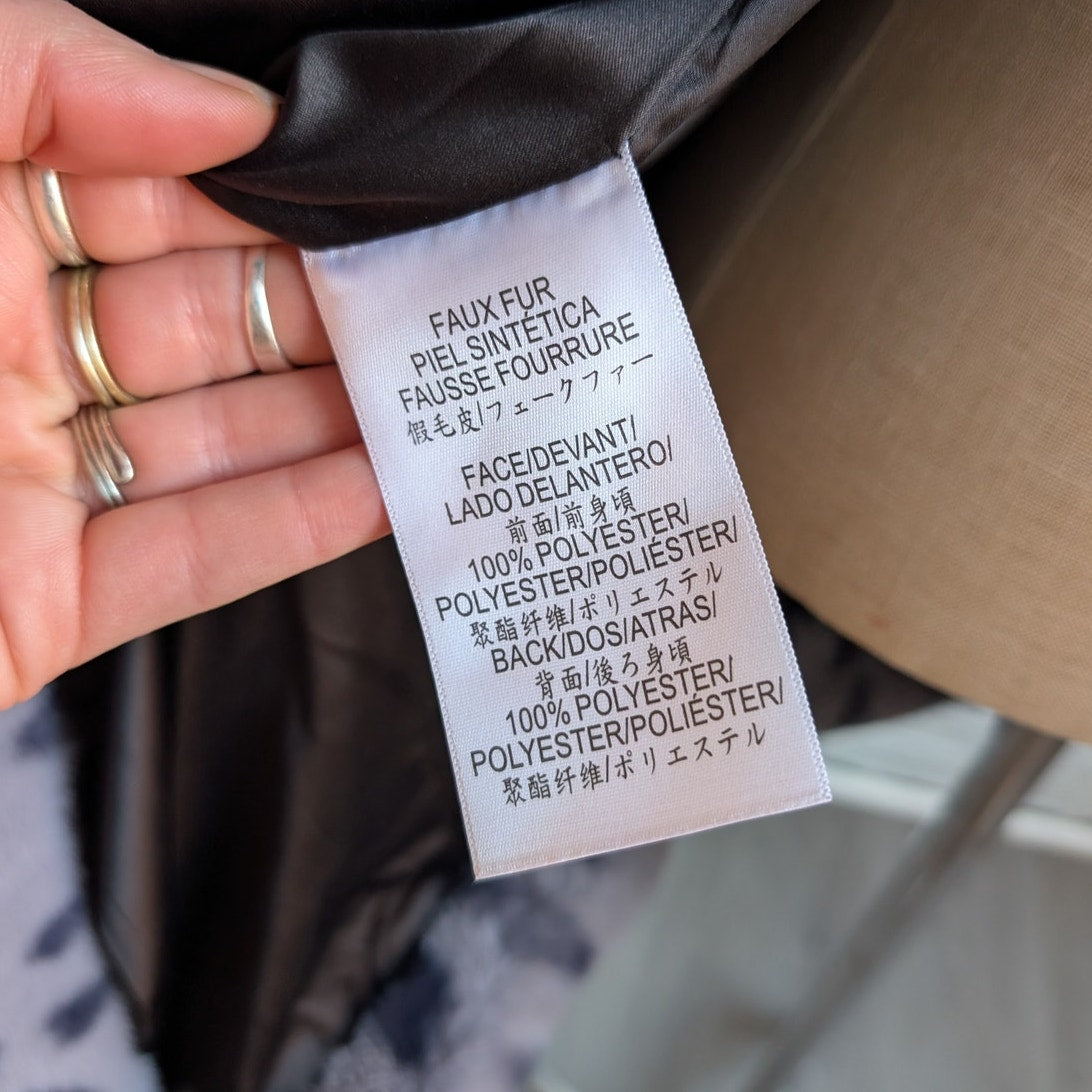 FAUX FUR
PIEL SINTÉTICA
FAUSSE FOURRURE
假毛皮/フェークファー
FACE/DEVANT/
LADO DELANTERO/
前面/前身頃
100% POLYESTER/
POLYESTER/POLIÉSTER/
聚酯纤维/ポリエステル
BACK/DOS/ATRAS/
背面/後ろ身頃
100% POLYESTER/
POLYESTER/POLIÉSTER/
聚酯纤维/ポリエステル